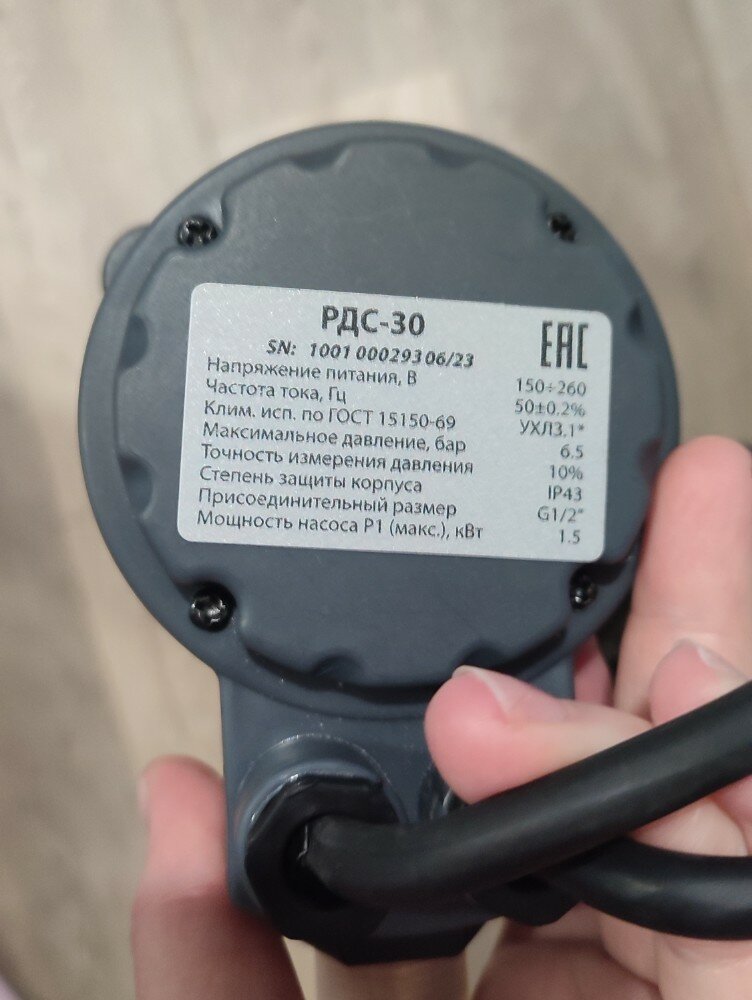 РДС-30
ЕАС
SN: 1001 00029306/23
Напряжение питания, В 150÷260
Частота тока, Гц 50±0.2%
Клим. исп. по ГОСТ 15150-69 УХЛ3.1*
Максимальное давление, бар 6.5
Точность измерения давления 10%
Степень защиты корпуса IP43
Присоединительный размер G1/2"
Мощность насоса P1 (макс.), кВт 1.5